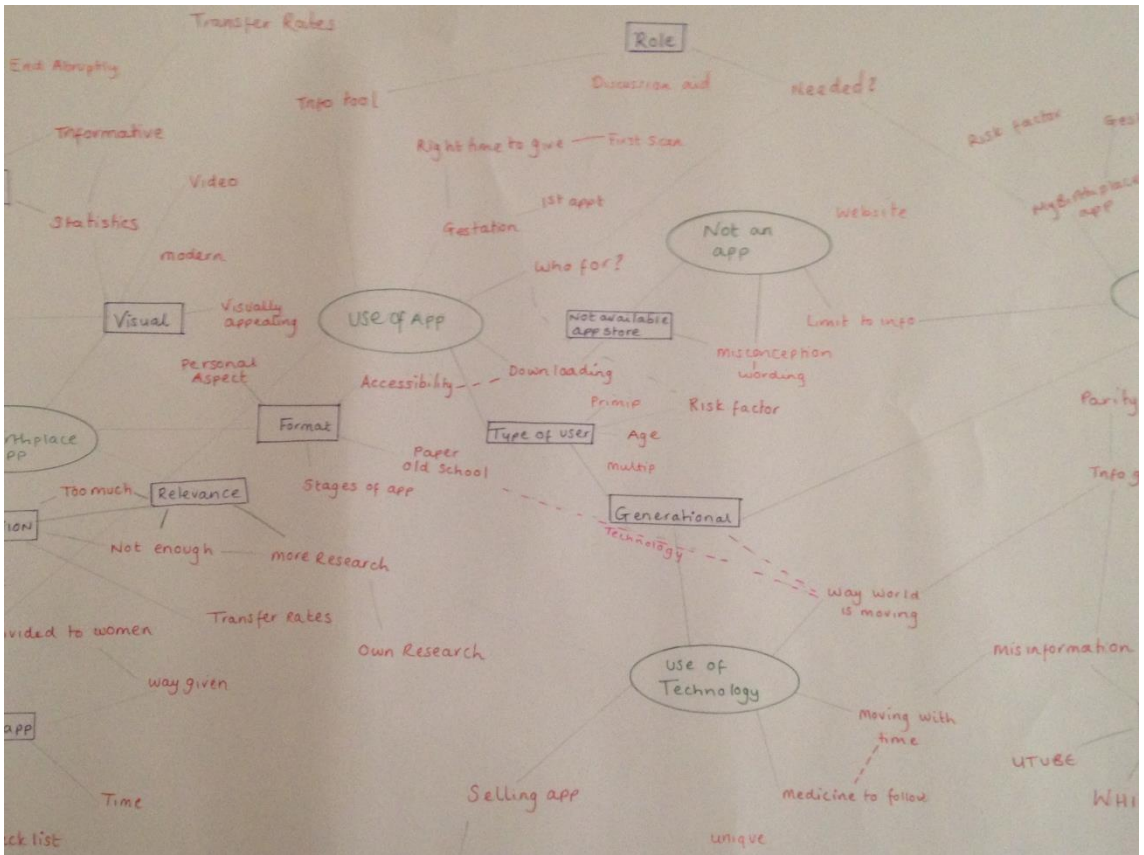 Transfer Rates
Role
End Abruptly
Discussion aid
Needed?
Info tool
Risk factor
Informative
Right time to give
First Scan
Video
MyBirthplace
app
Statistics
1st appt
Website
Gestation
Not an
app
modern
Who for?
Visually
appealing
Visual
Use of App
Not available
app store
Limit to info
misconception
wording
Personal
Aspect
Accessibility
Downloading
Primip
Risk factor
Parity
Format
Type of user
Age
Paper
Old School
multip
Too much
Relevance
Stages of app
Generational
Technology
Not enough
more Research
way world
is moving
Transfer Rates
to women
Own Research
misinformation
use of
Technology
way given
moving with
time
app
UTUBE
Selling app
medicine to follow
Time
unique
list